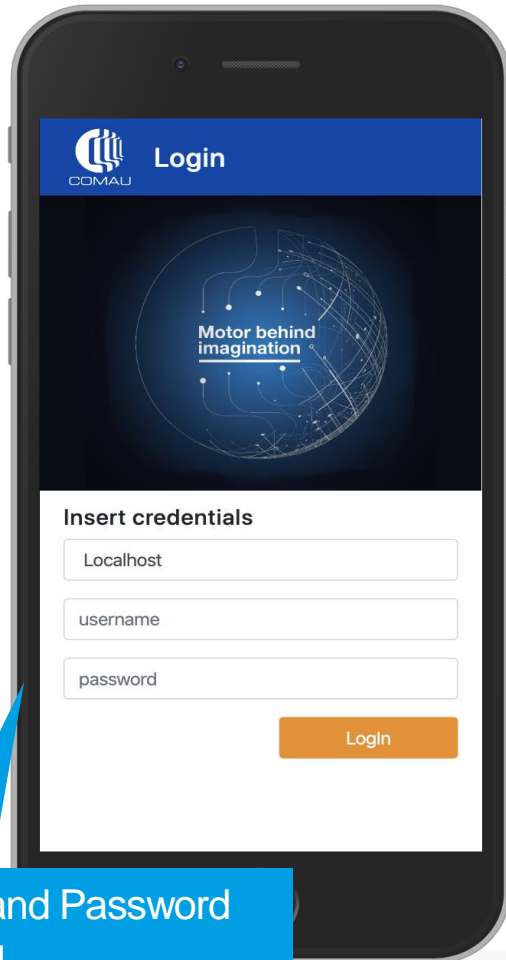 COMAU
Login
Motor behind
imagination
Insert credentials
Localhost
username
password
LogIn
and Password